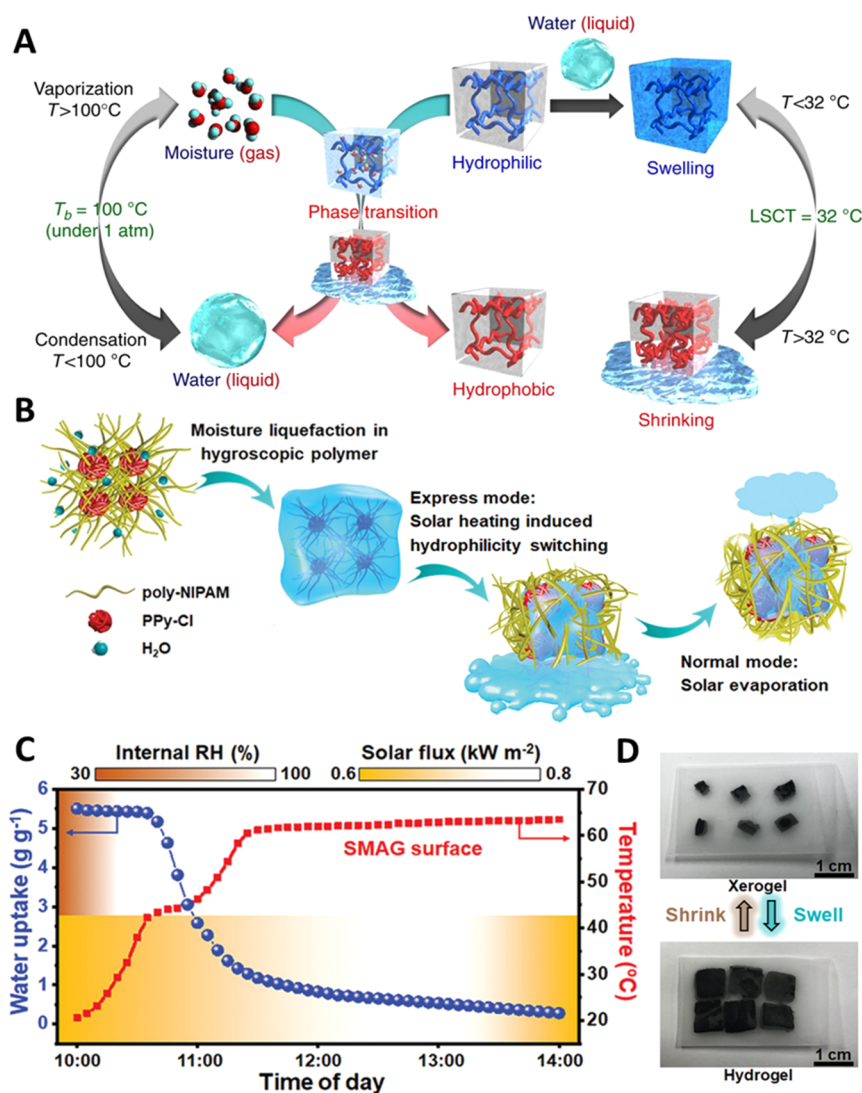 A
Vaporization
T>100°C
Moisture (gas)
Tb = 100 °C
(under 1 atm)
Condensation
T<100 °C
Water (liquid)
Phase transition
Hydrophilic
Water (liquid)
Swelling
T<32 °C
LSCT = 32 °C
T>32 °C
Hydrophobic
Shrinking
B
Moisture liquefaction in
hygroscopic polymer
Express mode:
Solar heating induced
hydrophilicity switching
Normal mode:
Solar evaporation
poly-NIPAM
PPy-Cl
H₂O
C
Internal RH (%)
30 100
Solar flux (kW m⁻²)
0.6 0.8
Water uptake (g g⁻¹)
6
5
4
3
2
1
0
SMAG surface
Temperature (°C)
70
60
50
40
30
20
10:00 11:00 12:00 13:00 14:00
Time of day
D
1 cm
Xerogel
Shrink Swell
1 cm
Hydrogel